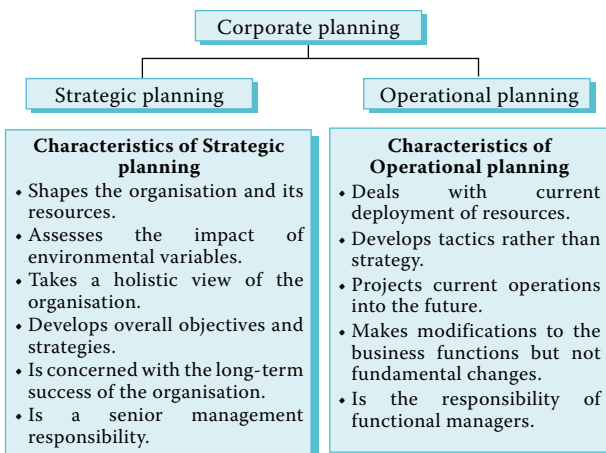 Corporate planning
Strategic planning
Operational planning
Characteristics of Strategic
planning
• Shapes the organisation and its
resources.
• Assesses the impact of
environmental variables.
• Takes a holistic view of the
organisation.
• Develops overall objectives and
strategies.
• Is concerned with the long-term
success of the organisation.
• Is a senior management
responsibility.
Characteristics of
Operational planning
• Deals with current
deployment of resources.
• Develops tactics rather than
strategy.
• Projects current operations
into the future.
• Makes modifications to the
business functions but not
fundamental changes.
• Is the responsibility of
functional managers.